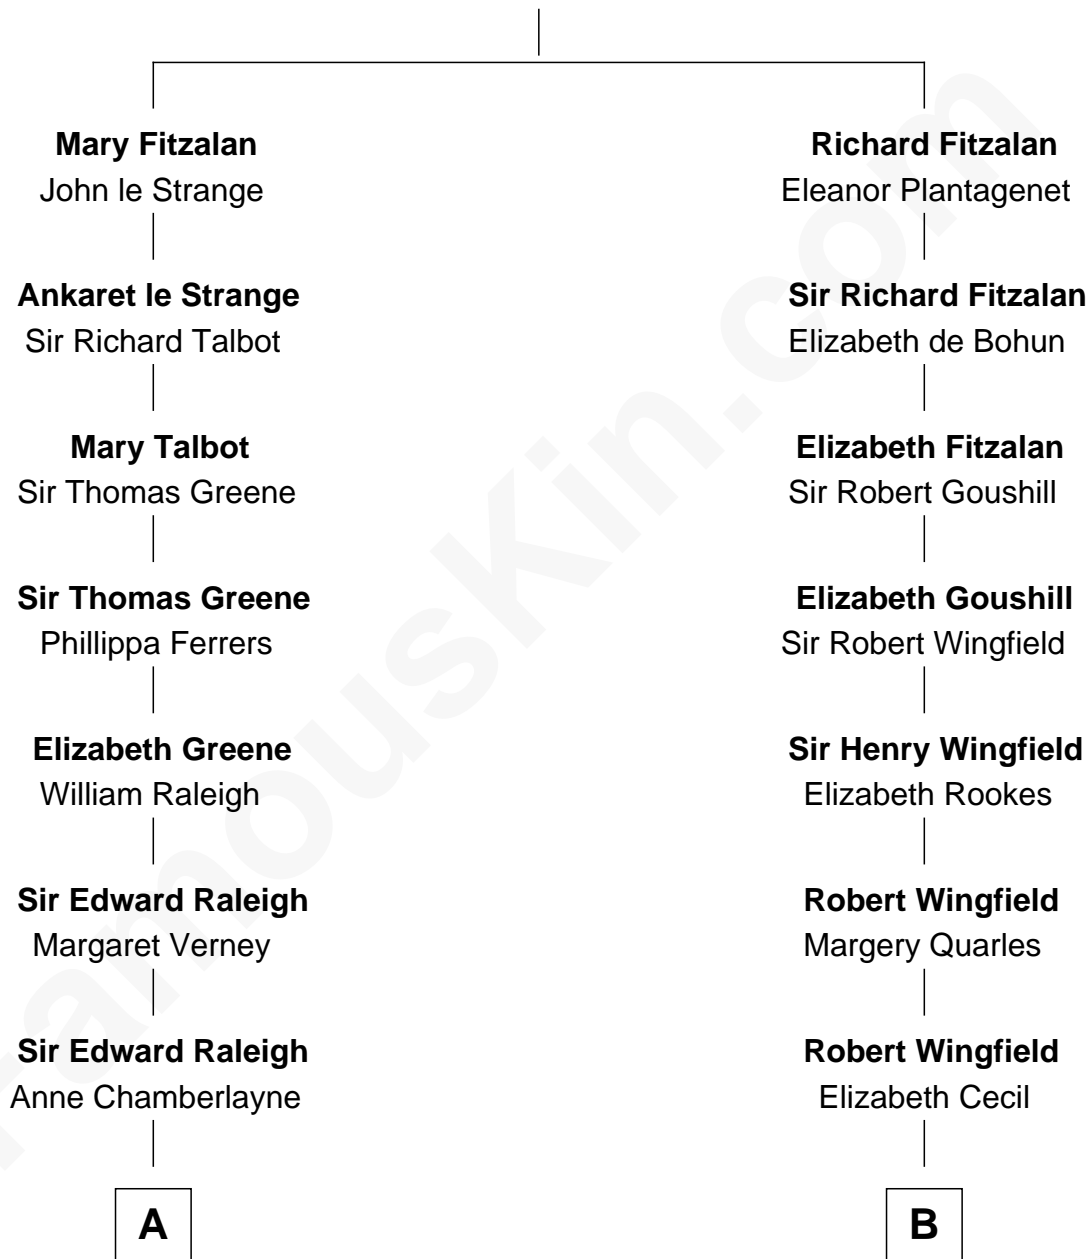 Mary Fitzalan
John le Strange
Ankaret le Strange
Sir Richard Talbot
Mary Talbot
Sir Thomas Greene
Sir Thomas Greene
Phillippa Ferrers
Elizabeth Greene
William Raleigh
Sir Edward Raleigh
Margaret Verney
Sir Edward Raleigh
Anne Chamberlayne
A
Richard Fitzalan
Eleanor Plantagenet
Sir Richard Fitzalan
Elizabeth de Bohun
Elizabeth Fitzalan
Sir Robert Goushill
Elizabeth Goushill
Sir Robert Wingfield
Sir Henry Wingfield
Elizabeth Rookes
Robert Wingfield
Margery Quarles
Robert Wingfield
Elizabeth Cecil
B
FamousKin.com